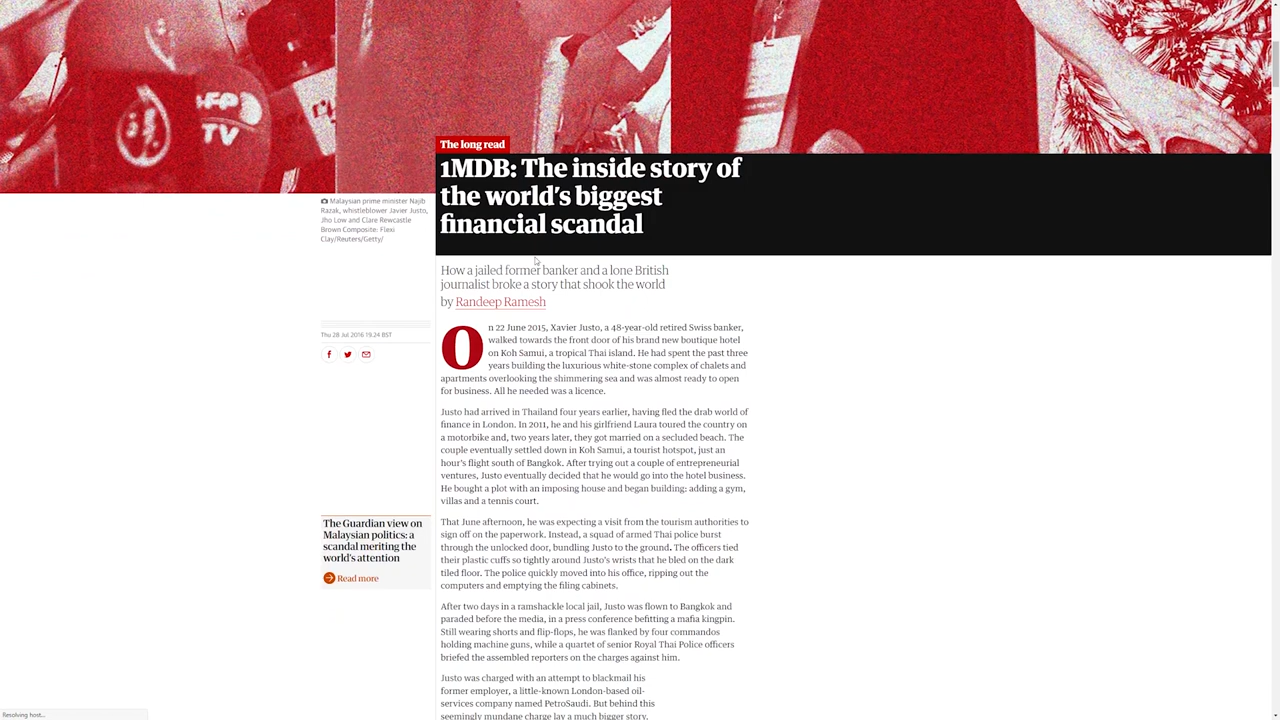 FP
TV
The long read
1MDB: The inside story of
the world's biggest
financial scandal
Malaysian prime minister Najib
Razak, whistleblower Javier Justo,
Jho Low and Clare Rewcastle
Brown Composite: Flexi
Clay/Reuters/Getty/
How a jailed former banker and a lone British
journalist broke a story that shook the world
by Randeep Ramesh
Thu 28 Jul 2016 19.24 BST
On 22 June 2015, Xavier Justo, a 48-year-old retired Swiss banker,
walked towards the front door of his brand new boutique hotel
on Koh Samui, a tropical Thai island. He had spent the past three
years building the luxurious white-stone complex of chalets and
apartments overlooking the shimmering sea and was almost ready to open
for business. All he needed was a licence.
Justo had arrived in Thailand four years earlier, having fled the drab world of
finance in London. In 2011, he and his girlfriend Laura toured the country on
a motorbike and, two years later, they got married on a secluded beach. The
couple eventually settled down in Koh Samui, a tourist hotspot, just an
hour's flight south of Bangkok. After trying out a couple of entrepreneurial
ventures, Justo eventually decided that he would go into the hotel business.
He bought a plot with an imposing house and began building: adding a gym,
villas and a tennis court.
The Guardian view on
Malaysian politics: a
scandal meriting the
world's attention
Read more
That June afternoon, he was expecting a visit from the tourism authorities to
sign off on the paperwork. Instead, a squad of armed Thai police burst
through the unlocked door, bundling Justo to the ground. The officers tied
their plastic cuffs so tightly around Justo's wrists that he bled on the dark
tiled floor. The police quickly moved into his office, ripping out the
computers and emptying the filing cabinets.
After two days in a ramshackle local jail, Justo was flown to Bangkok and
paraded before the media, in a press conference befitting a mafia kingpin.
Still wearing shorts and flip-flops, he was flanked by four commandos
holding machine guns, while a quartet of senior Royal Thai Police officers
briefed the assembled reporters on the charges against him.
Justo was charged with an attempt to blackmail his
former employer, a little-known London-based oil-
services company named PetroSaudi. But behind this
seemingly mundane charge lay a much bigger story.
Resolving host...